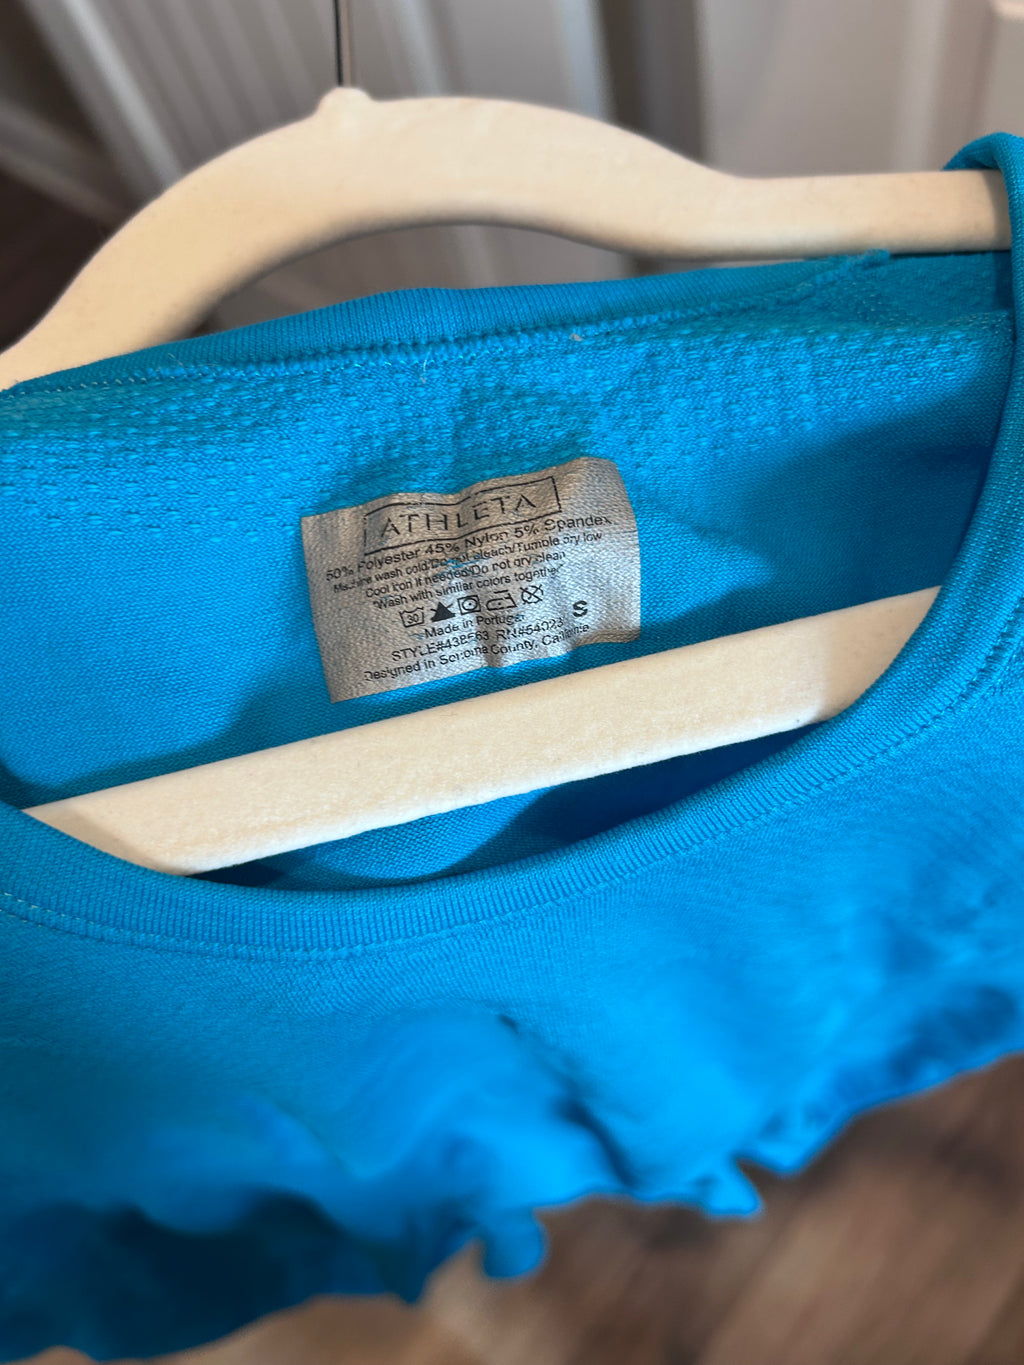 ATHLETA
50% Polyester 45% Nylon 5% Spandex
Machine wash cold/Do not bleach/Tumble dry low
Cool iron if needed/Do not dry clean
*Wash with similar colors together
30
Made in Portugal S
STYLE# RN#54023
Designed in Sonoma County, California